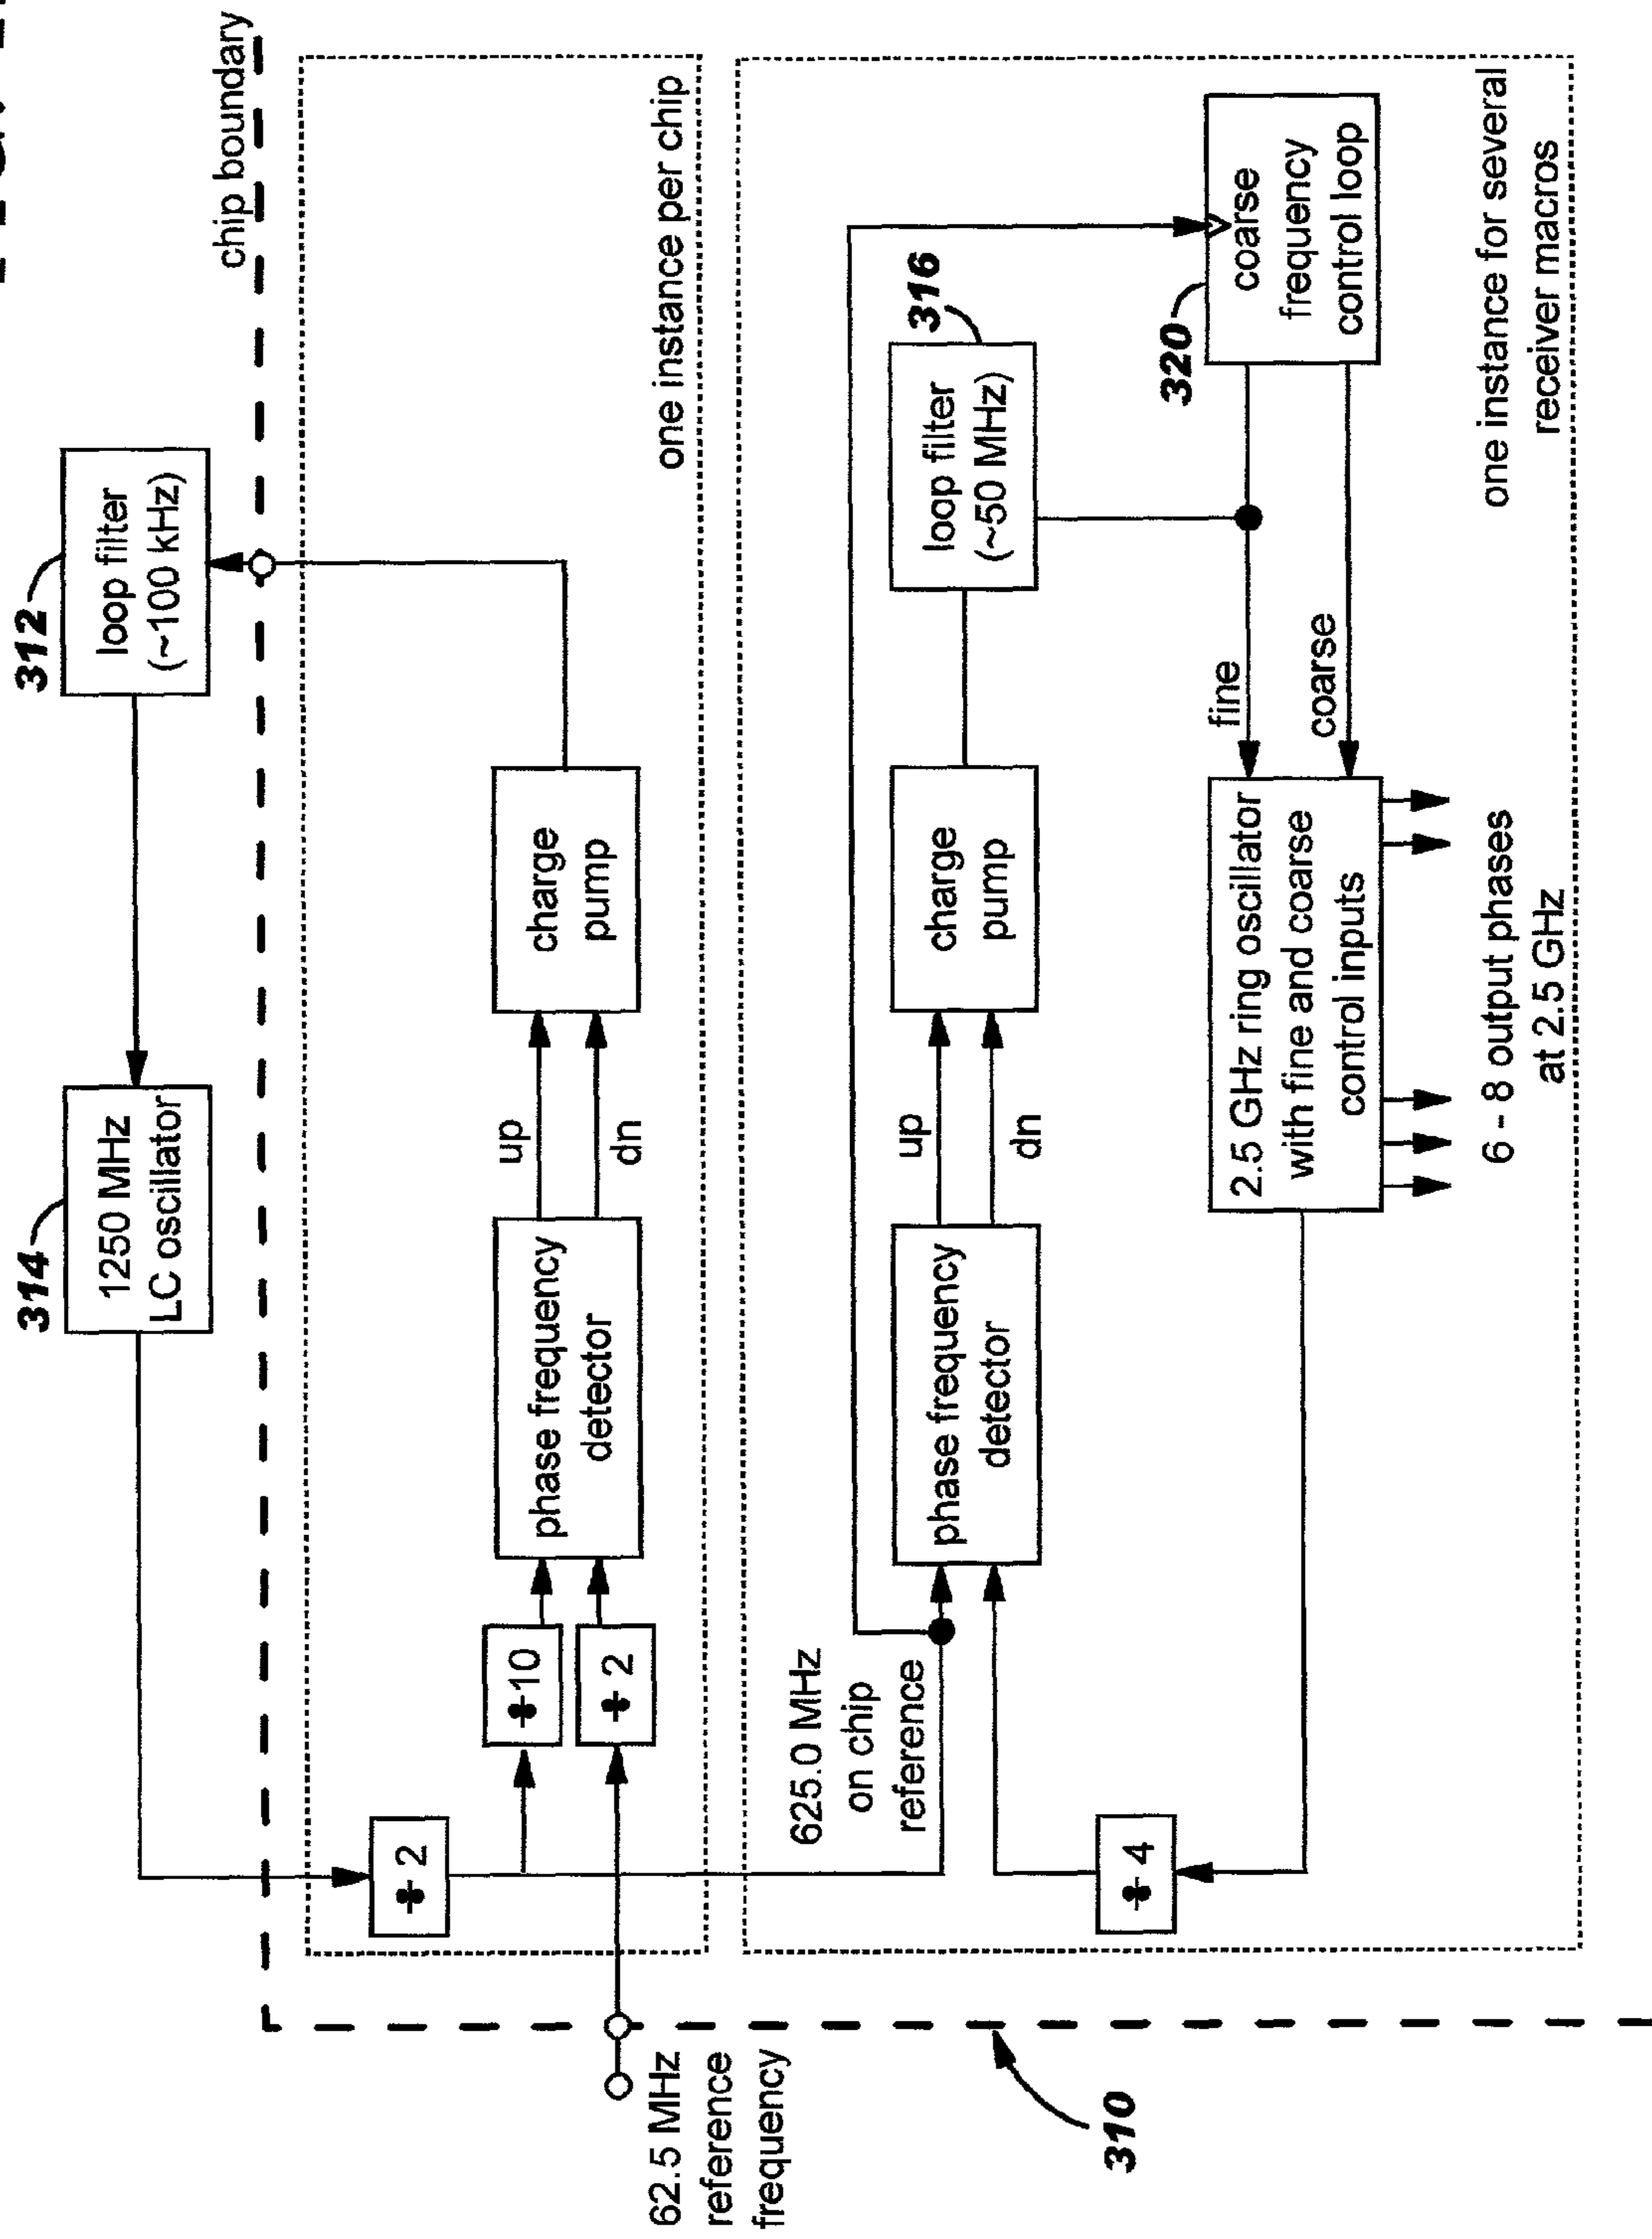 chip boundary
312
loop filter
(~100 kHz)
314
1250 MHz
LC oscillator
one instance per chip
charge
pump
up
dn
phase frequency
detector
÷10
÷ 2
÷ 2
62.5 MHz
reference
frequency
310
625.0 MHz
on chip
reference
phase frequency
detector
up
dn
charge
pump
316
loop filter
(~50 MHz)
320
coarse
frequency
control loop
fine
coarse
2.5 GHz ring oscillator
with fine and coarse
control inputs
÷ 4
6 - 8 output phases
at 2.5 GHz
one instance for several
receiver macros